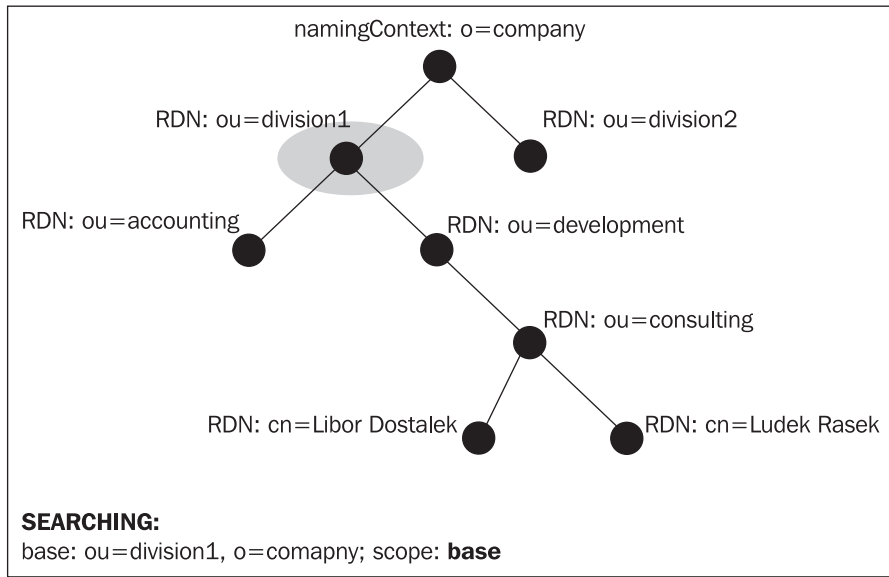 namingContext: o=company
RDN: ou=division1
RDN: ou=division2
RDN: ou=accounting
RDN: ou=development
RDN: ou=consulting
RDN: cn=Libor Dostalek
RDN: cn=Ludek Rasek
SEARCHING:
base: ou=division1, o=comapny; scope: base